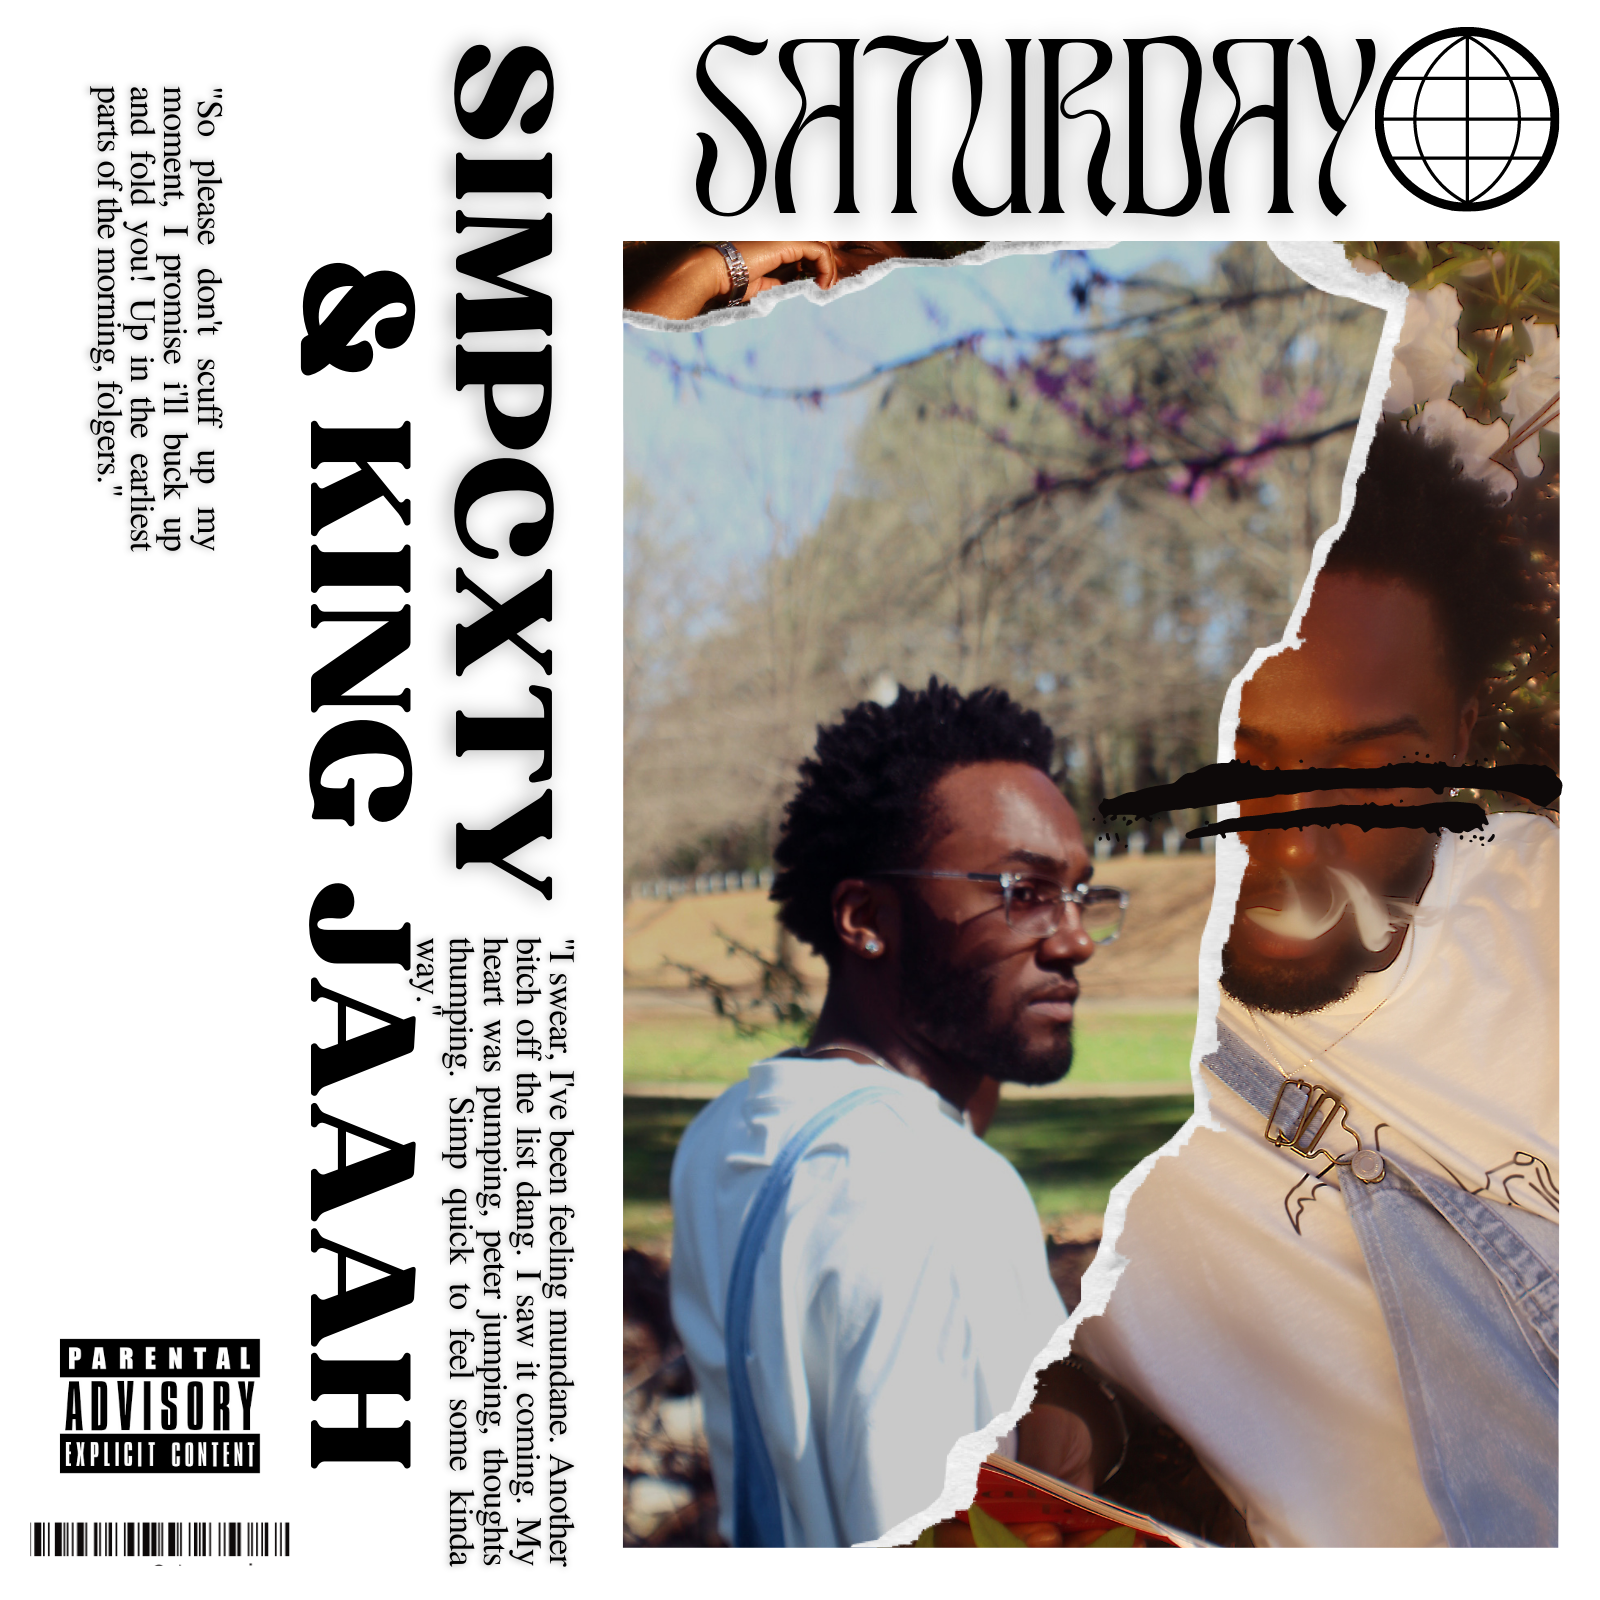 SATURDAY
SIMPCXTY
& KING JAAAH
"I swear, I've been feeling mundane. Another
bitch off the list dang. I saw it coming. My
heart was pumping, peter jumping, thoughts
thumping. Simp quick to feel some kinda
way."
"So please don't scuff up my
moment, I promise i'll buck up
and fold you! Up in the earliest
parts of the morning, folgers."
PARENTAL
ADVISORY
EXPLICIT CONTENT